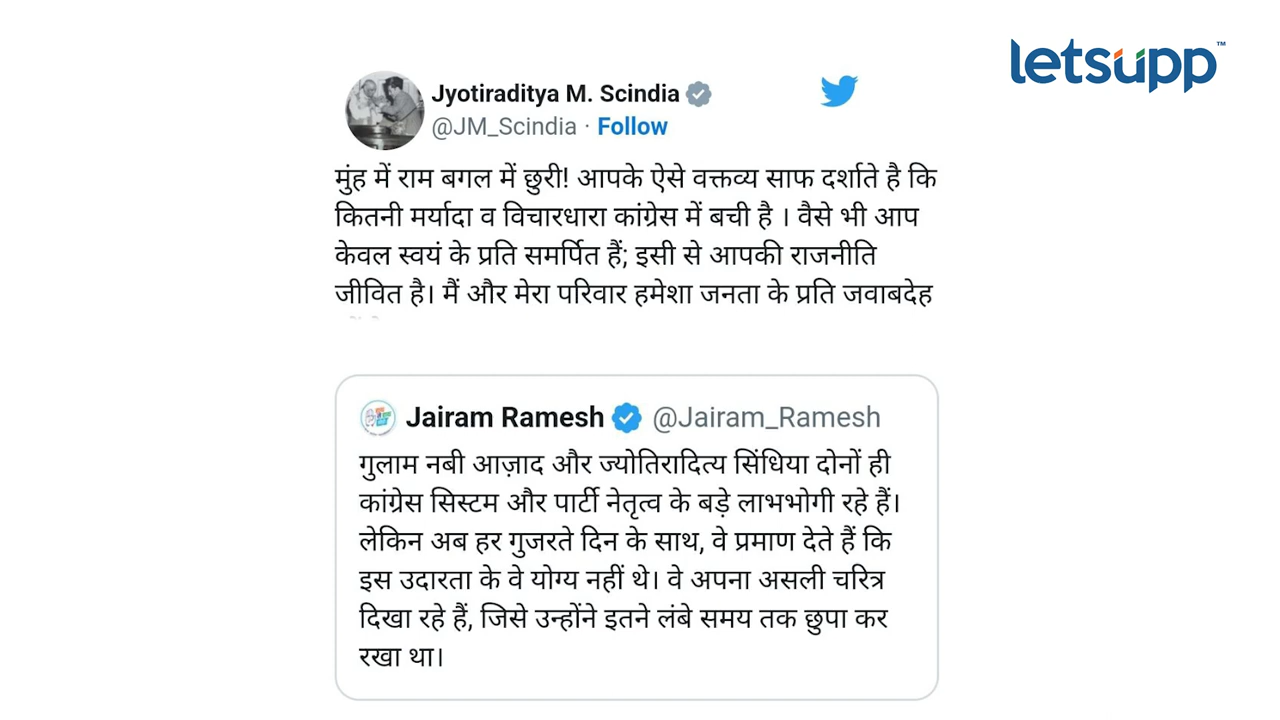 letsupp™
Jyotiraditya M. Scindia
@JM_Scindia · Follow
मुंह में राम बगल में छुरी! आपके ऐसे वक्तव्य साफ दर्शाते है कि
कितनी मर्यादा व विचारधारा कांग्रेस में बची है । वैसे भी आप
केवल स्वयं के प्रति समर्पित हैं; इसी से आपकी राजनीति
जीवित है। मैं और मेरा परिवार हमेशा जनता के प्रति जवाबदेह
Jairam Ramesh @Jairam_Ramesh
गुलाम नबी आज़ाद और ज्योतिरादित्य सिंधिया दोनों ही
कांग्रेस सिस्टम और पार्टी नेतृत्व के बड़े लाभभोगी रहे हैं।
लेकिन अब हर गुजरते दिन के साथ, वे प्रमाण देते हैं कि
इस उदारता के वे योग्य नहीं थे। वे अपना असली चरित्र
दिखा रहे हैं, जिसे उन्होंने इतने लंबे समय तक छुपा कर
रखा था।